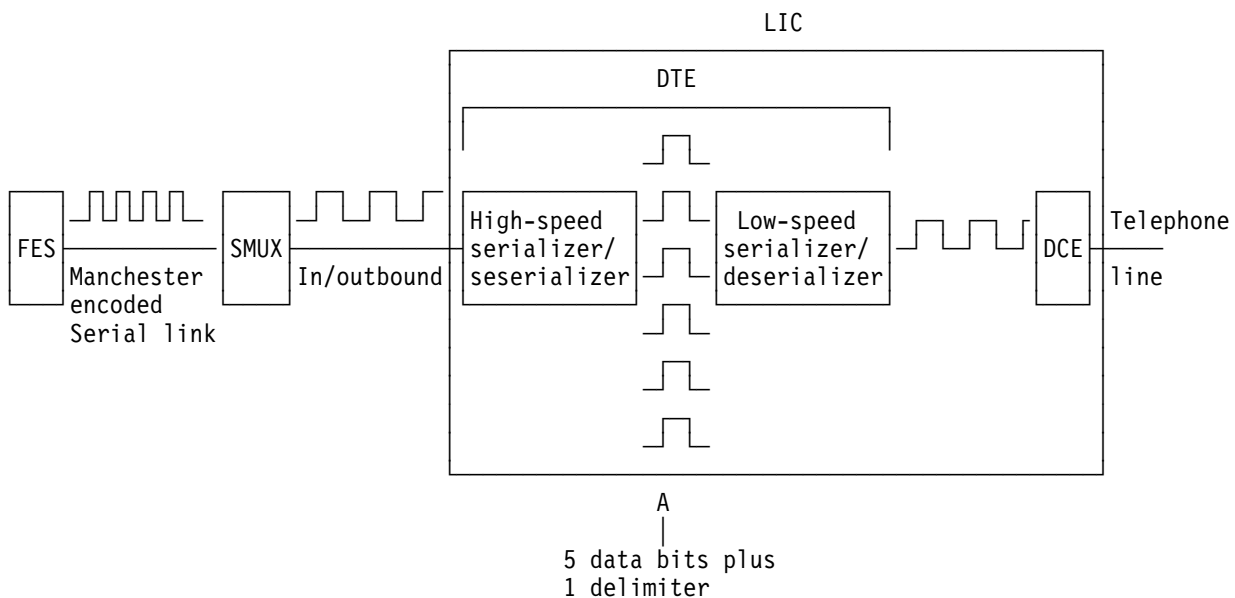 LIC
DTE
FES
Manchester
encoded
Serial link
SMUX
In/outbound
High-speed
serializer/
seserializer
Low-speed
serializer/
deserializer
DCE
Telephone
line
A
5 data bits plus
1 delimiter